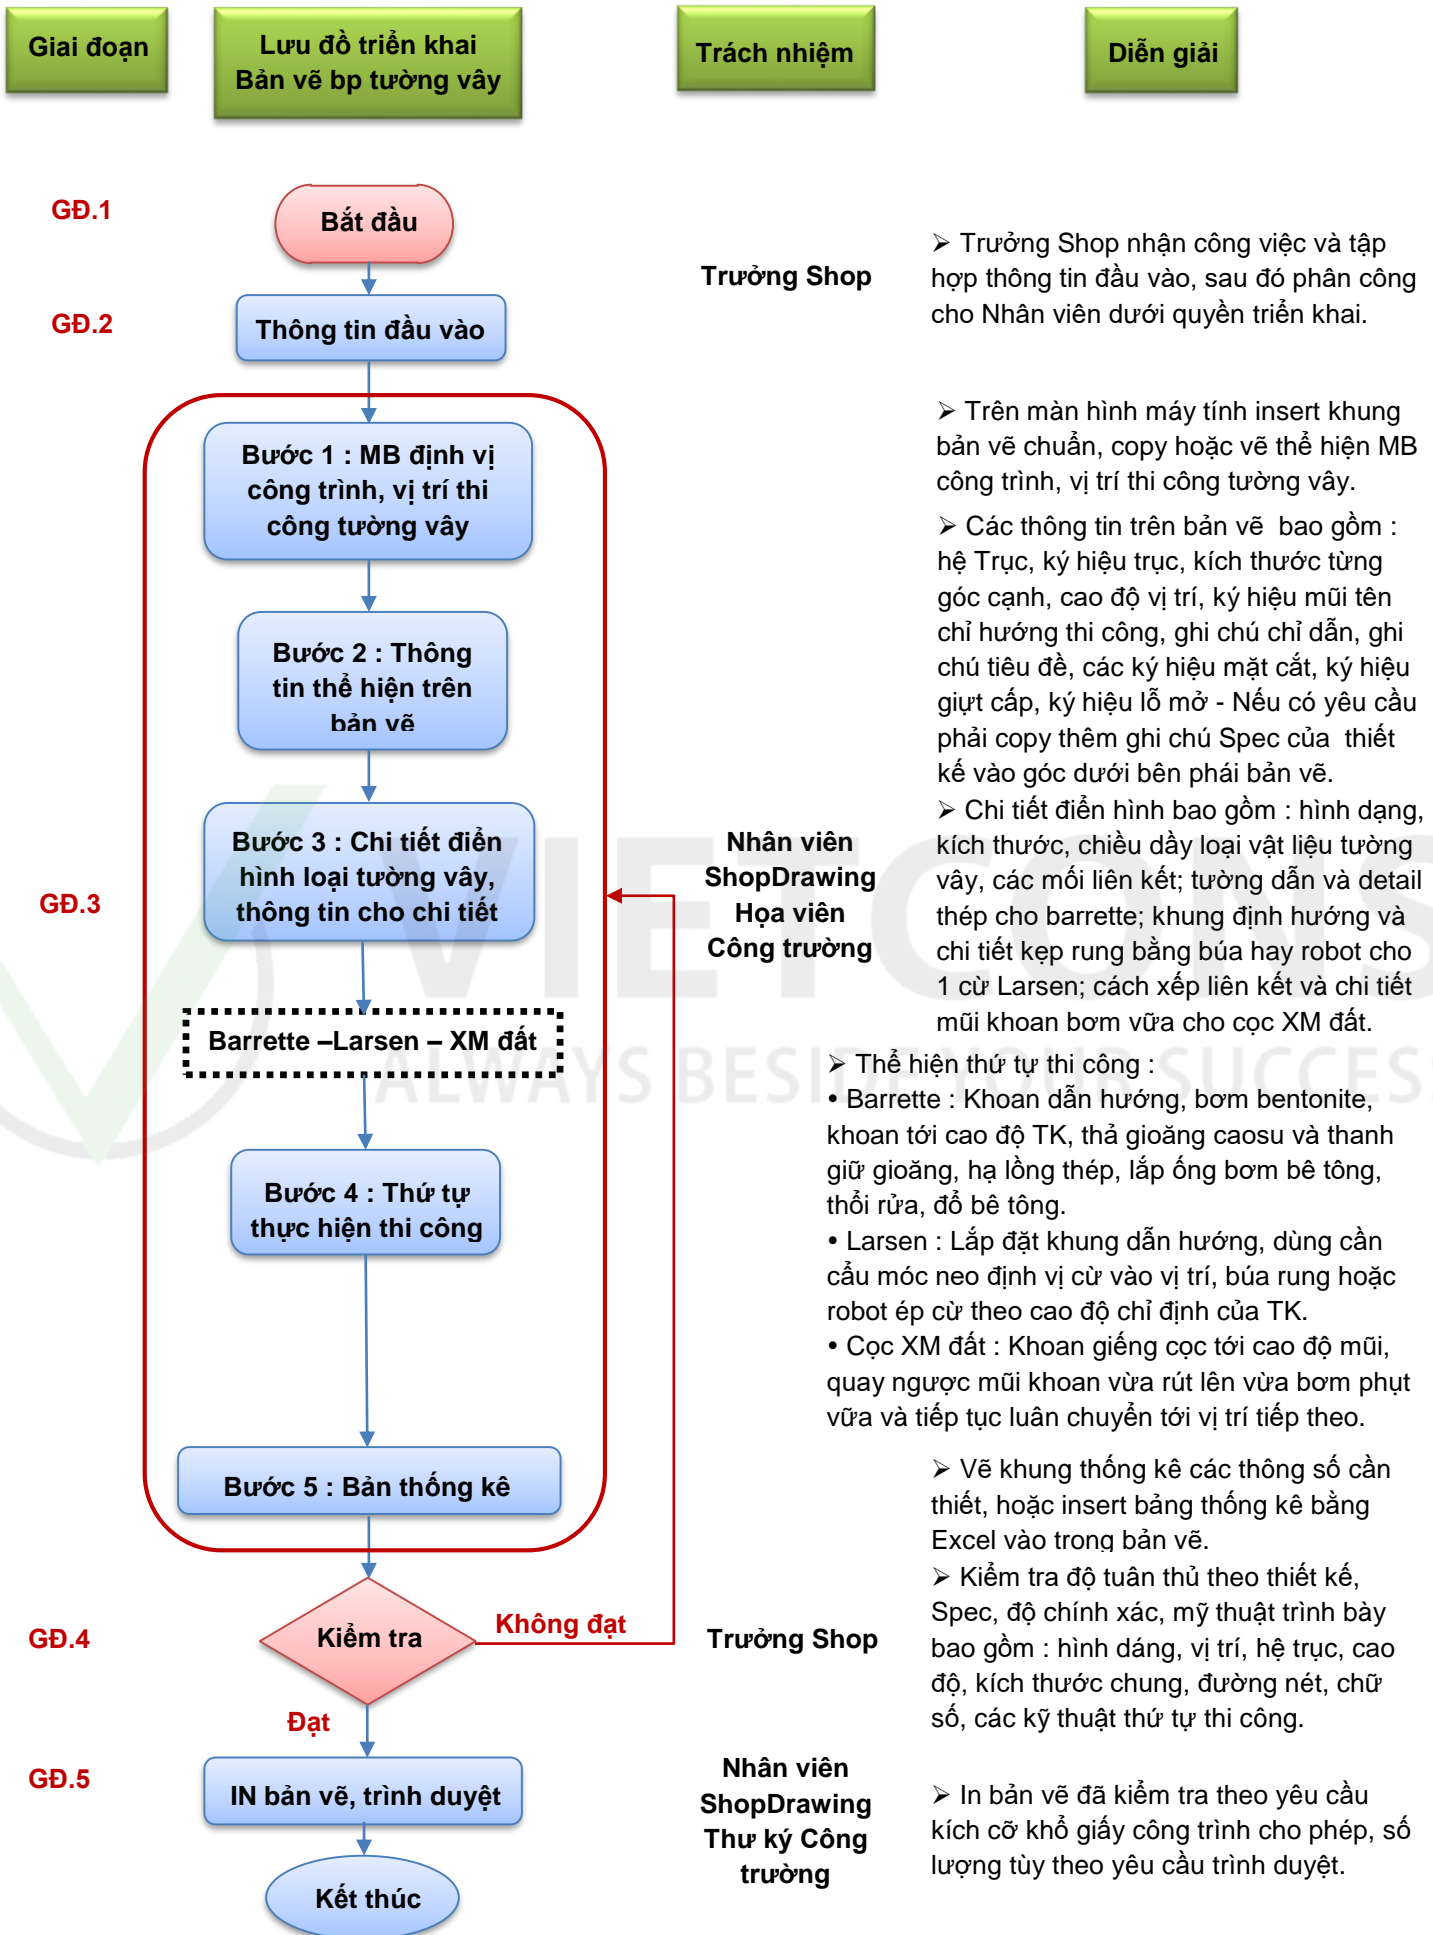 Giai đoạn
Lưu đồ triển khai
Bản vẽ bp tường vây
Trách nhiệm
Diễn giải
GĐ.1
Bắt đầu
Trưởng Shop
➢ Trưởng Shop nhận công việc và tập
hợp thông tin đầu vào, sau đó phân công
cho Nhân viên dưới quyền triển khai.
GĐ.2
Thông tin đầu vào
Bước 1 : MB định vị
công trình, vị trí thi
công tường vây
➢ Trên màn hình máy tính insert khung
bản vẽ chuẩn, copy hoặc vẽ thể hiện MB
công trình, vị trí thi công tường vây.
Bước 2 : Thông
tin thể hiện trên
bản vẽ
➢ Các thông tin trên bản vẽ bao gồm :
hệ Trục, ký hiệu trục, kích thước từng
góc cạnh, cao độ vị trí, ký hiệu mũi tên
chỉ hướng thi công, ghi chú chỉ dẫn, ghi
chú tiêu đề, các ký hiệu mặt cắt, ký hiệu
giựt cấp, ký hiệu lỗ mở - Nếu có yêu cầu
phải copy thêm ghi chú Spec của thiết
kế vào góc dưới bên phái bản vẽ.
GĐ.3
Bước 3 : Chi tiết điển
hình loại tường vây,
thông tin cho chi tiết
Nhân viên
ShopDrawing
Họa viên
Công trường
➢ Chi tiết điển hình bao gồm : hình dạng,
kích thước, chiều dầy loại vật liệu tường
vây, các mối liên kết; tường dẫn và detail
thép cho barrette; khung định hướng và
chi tiết kẹp rung bằng búa hay robot cho
1 cừ Larsen; cách xếp liên kết và chi tiết
mũi khoan bơm vữa cho cọc XM đất.
VIETCONS
ALWAYS BESIDE YOUR SUCCESS
Barrette –Larsen – XM đất
Bước 4 : Thứ tự
thực hiện thi công
➢ Thể hiện thứ tự thi công :
• Barrette : Khoan dẫn hướng, bơm bentonite,
khoan tới cao độ TK, thả gioăng caosu và thanh
giữ gioăng, hạ lồng thép, lắp ống bơm bê tông,
thổi rửa, đổ bê tông.
• Larsen : Lắp đặt khung dẫn hướng, dùng cần
cẩu móc neo định vị cừ vào vị trí, búa rung hoặc
robot ép cừ theo cao độ chỉ định của TK.
• Cọc XM đất : Khoan giếng cọc tới cao độ mũi,
quay ngược mũi khoan vừa rút lên vừa bơm phụt
vữa và tiếp tục luân chuyển tới vị trí tiếp theo.
Bước 5 : Bản thống kê
➢ Vẽ khung thống kê các thông số cần
thiết, hoặc insert bảng thống kê bằng
Excel vào trong bản vẽ.
GĐ.4
Kiểm tra
Không đạt
Đạt
Trưởng Shop
➢ Kiểm tra độ tuân thủ theo thiết kế,
Spec, độ chính xác, mỹ thuật trình bày
bao gồm : hình dáng, vị trí, hệ trục, cao
độ, kích thước chung, đường nét, chữ
số, các kỹ thuật thứ tự thi công.
GĐ.5
IN bản vẽ, trình duyệt
Nhân viên
ShopDrawing
Thư ký Công
trường
➢ In bản vẽ đã kiểm tra theo yêu cầu
kích cỡ khổ giấy công trình cho phép, số
lượng tùy theo yêu cầu trình duyệt.
Kết thúc